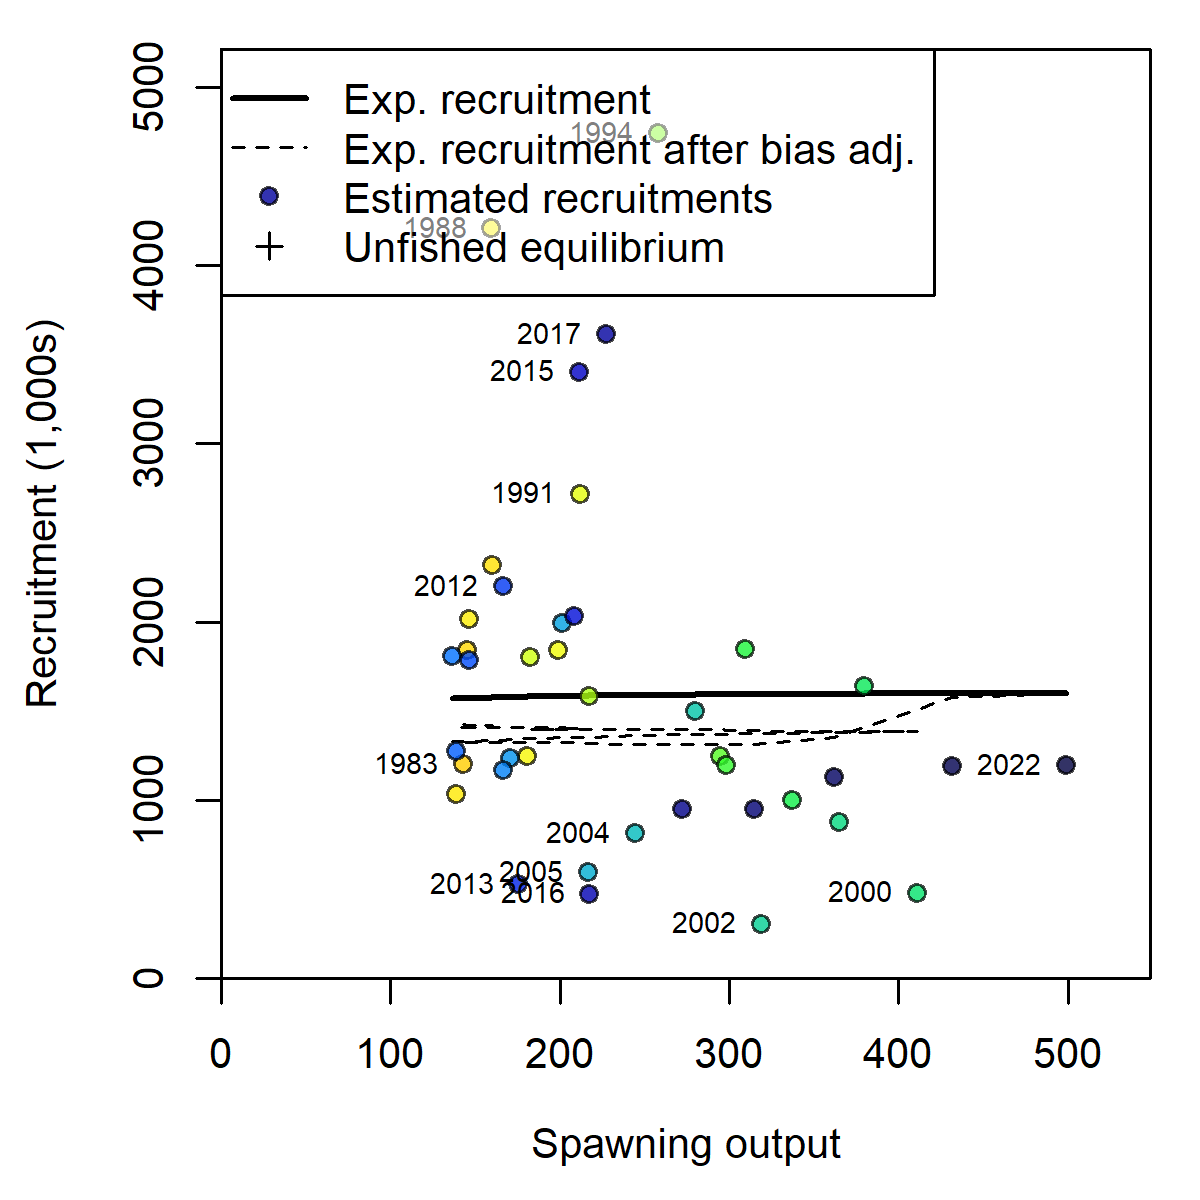 Exp. recruitment
1994
Exp. recruitment after bias adj.
Estimated recruitments
1988
Unfished equilibrium
2017
2015
1991
2012
1983
2022
2004
2005
2013
2016
2000
2002
Recruitment (1,000s)
5000
4000
3000
2000
1000
0
0 100 200 300 400 500
Spawning output